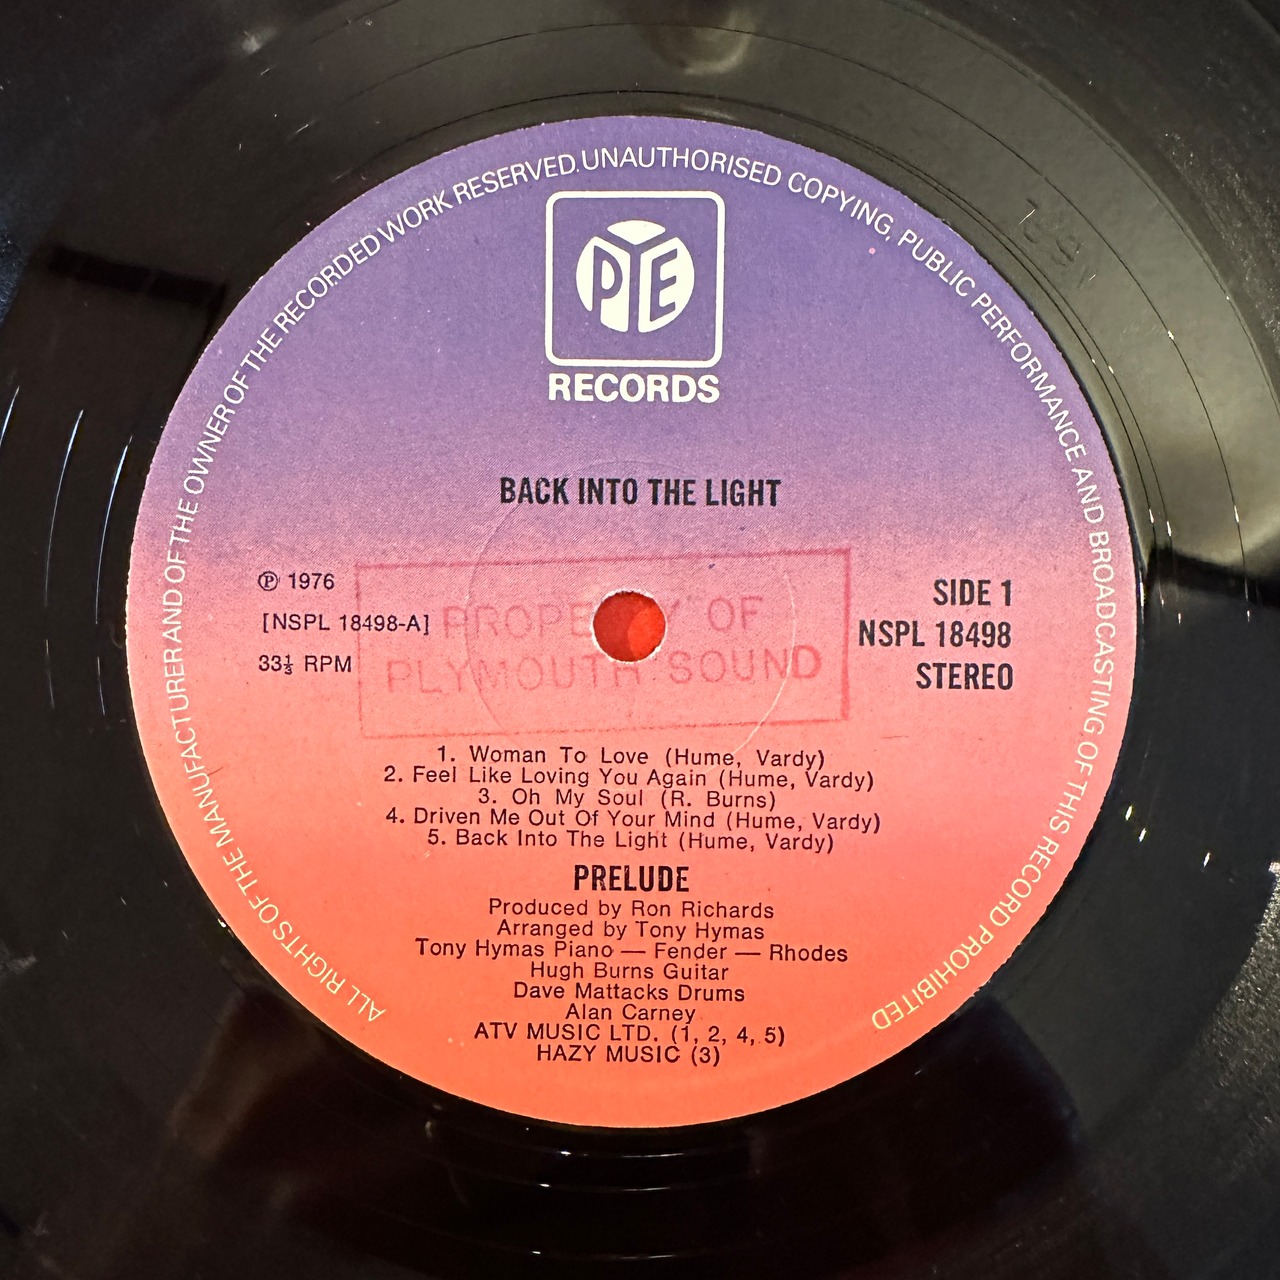 ALL RIGHTS OF THE MANUFACTURER AND OF THE OWNER OF THE RECORDED WORK RESERVED. UNAUTHORISED COPYING, PUBLIC PERFORMANCE AND BROADCASTING OF THIS RECORD PROHIBITED
PYE
RECORDS
BACK INTO THE LIGHT
℗ 1976
[NSPL 18498-A]
33⅓ RPM
SIDE 1
NSPL 18498
STEREO
PROPERTY OF
PLYMOUTH SOUND
1. Woman To Love (Hume, Vardy)
2. Feel Like Loving You Again (Hume, Vardy)
3. Oh My Soul (R. Burns)
4. Driven Me Out Of Your Mind (Hume, Vardy)
5. Back Into The Light (Hume, Vardy)
PRELUDE
Produced by Ron Richards
Arranged by Tony Hymas
Tony Hymas Piano — Fender — Rhodes
Hugh Burns Guitar
Dave Mattacks Drums
Alan Carney
ATV MUSIC LTD. (1, 2, 4, 5)
HAZY MUSIC (3)